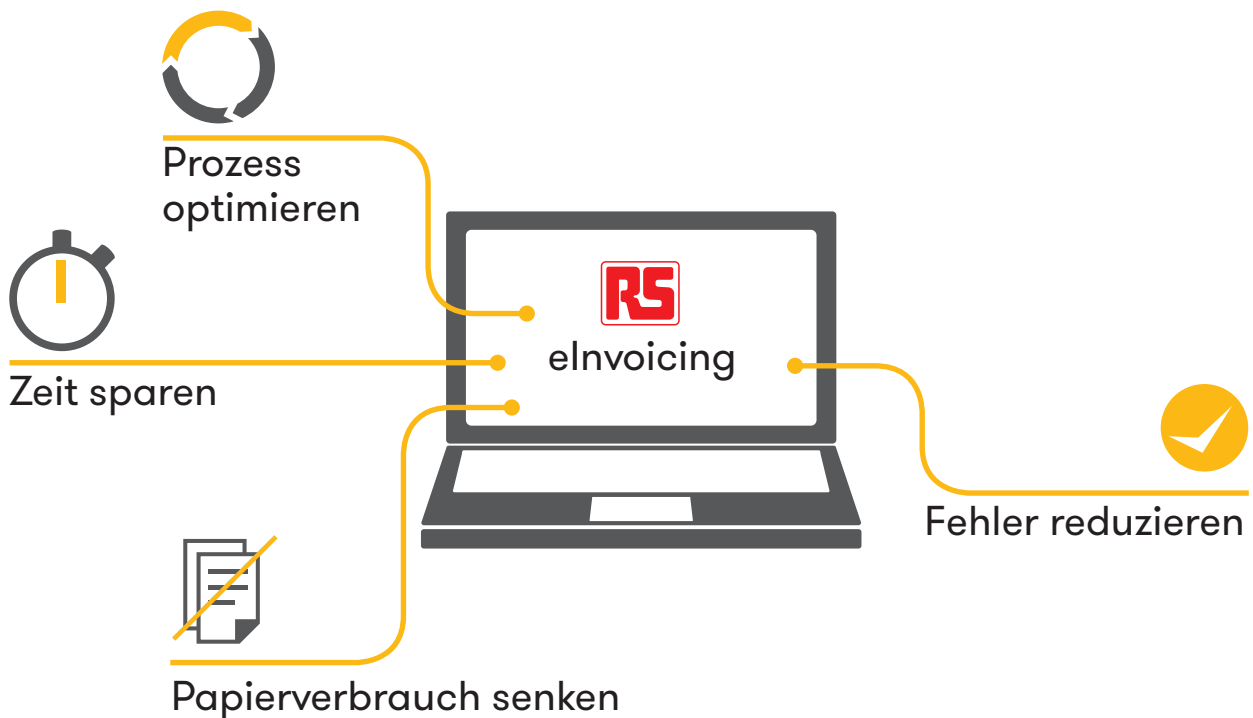 Prozess
optimieren
RS
eInvoicing
Zeit sparen
Fehler reduzieren
Papierverbrauch senken